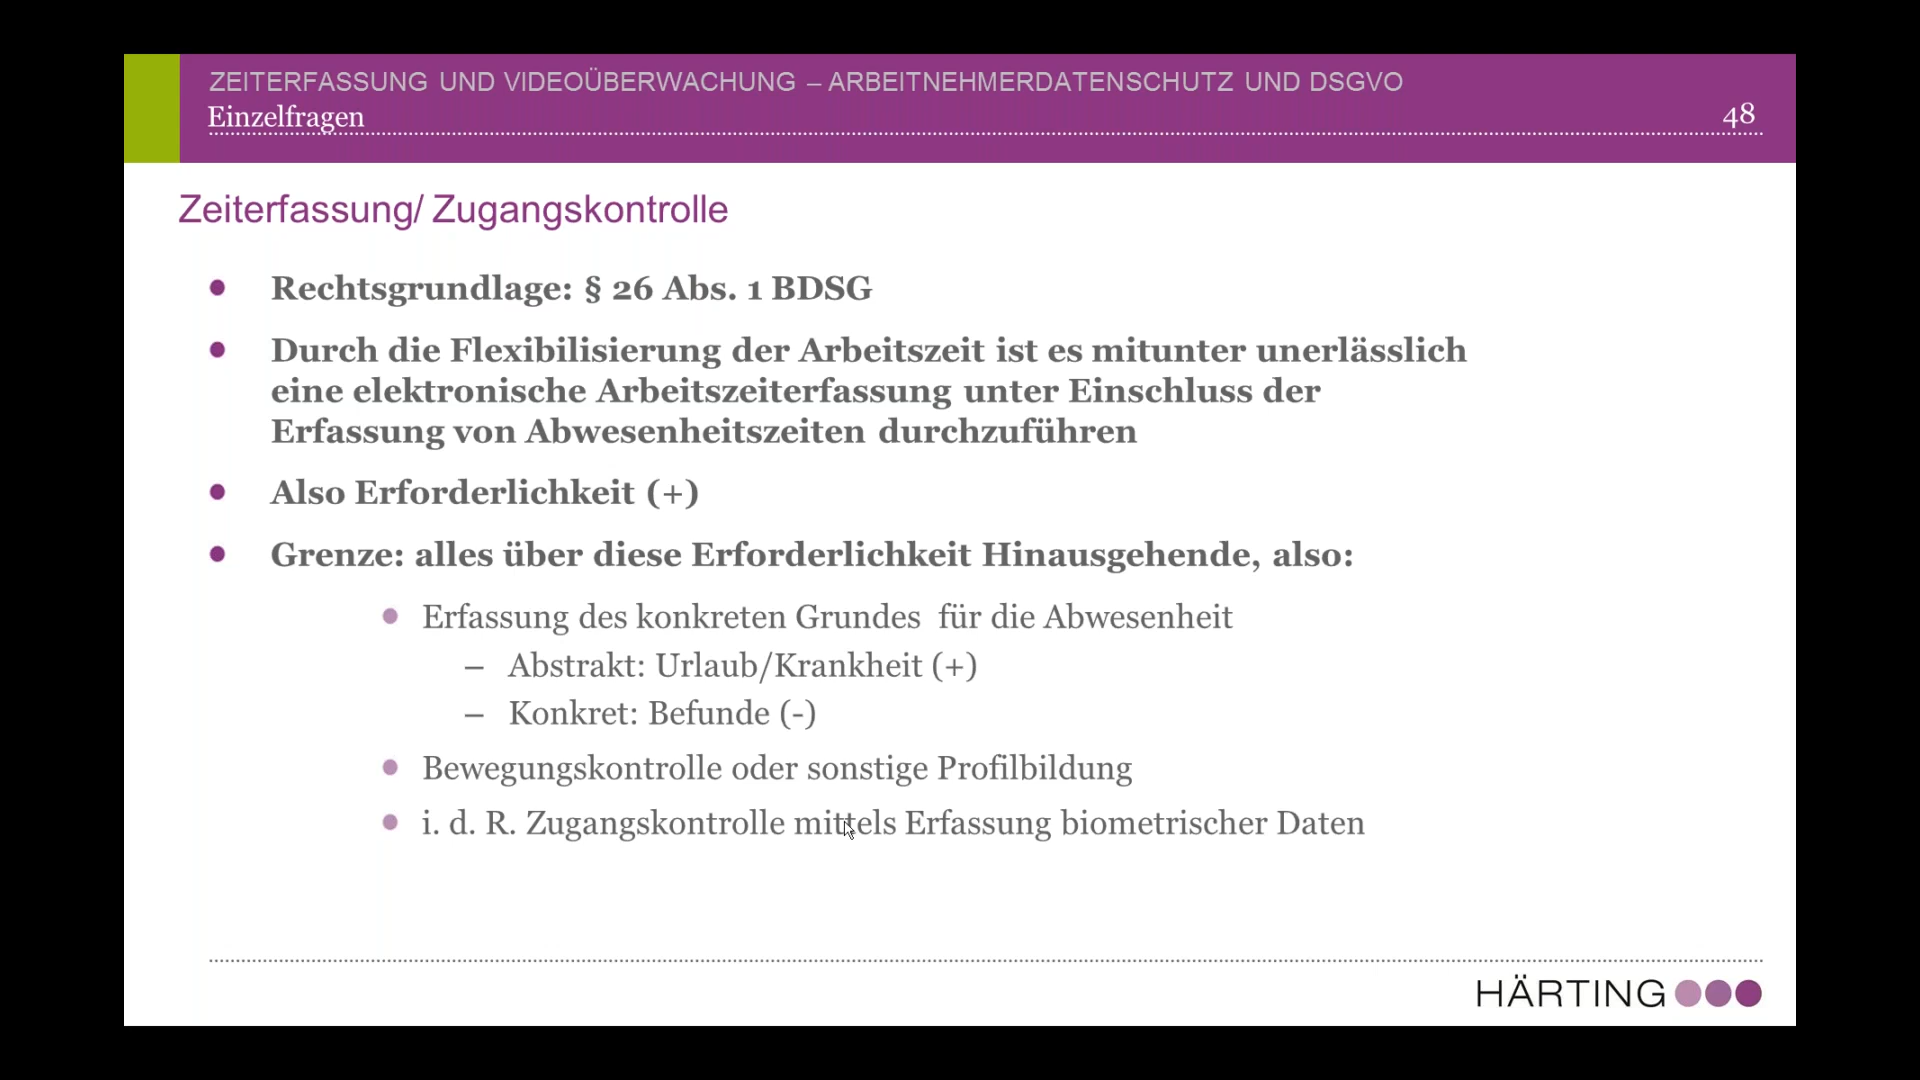 ZEITERFASSUNG UND VIDEOÜBERWACHUNG – ARBEITNEHMERDATENSCHUTZ UND DSGVO
Einzelfragen
48
Zeiterfassung/ Zugangskontrolle
• Rechtsgrundlage: § 26 Abs. 1 BDSG
• Durch die Flexibilisierung der Arbeitszeit ist es mitunter unerlässlich
eine elektronische Arbeitszeiterfassung unter Einschluss der
Erfassung von Abwesenheitszeiten durchzuführen
• Also Erforderlichkeit (+)
• Grenze: alles über diese Erforderlichkeit Hinausgehende, also:
• Erfassung des konkreten Grundes für die Abwesenheit
– Abstrakt: Urlaub/Krankheit (+)
– Konkret: Befunde (-)
• Bewegungskontrolle oder sonstige Profilbildung
• i. d. R. Zugangskontrolle mittels Erfassung biometrischer Daten
HÄRTING